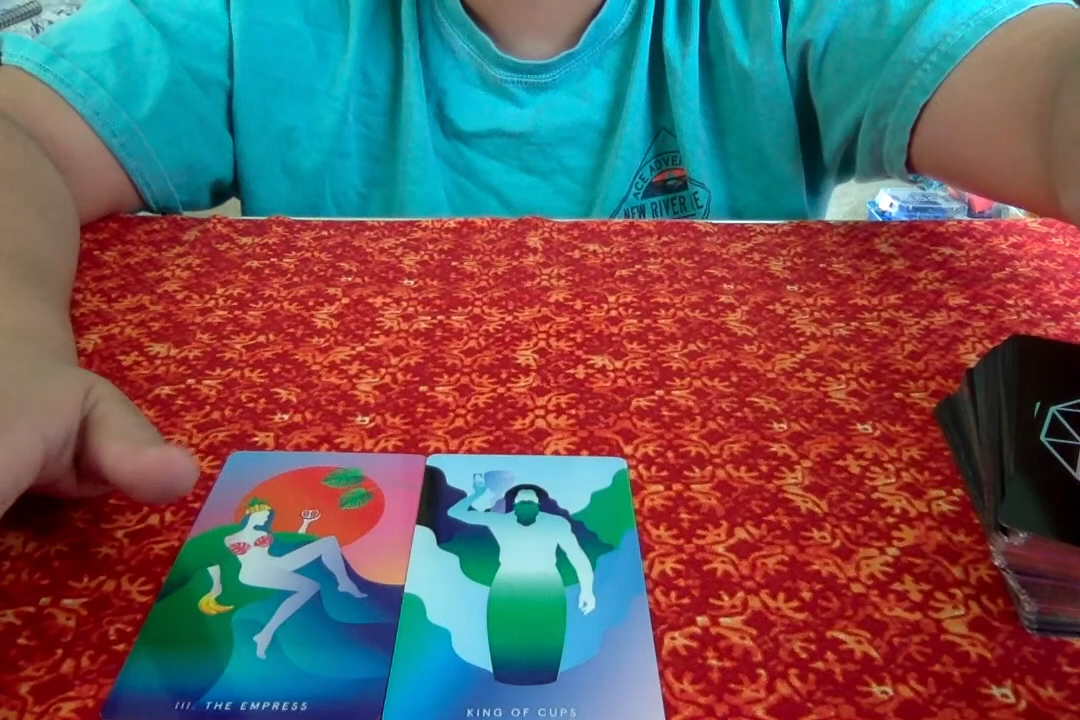 ACE ADVE
NEW RIVER
III. THE EMPRESS
KING OF CUPS